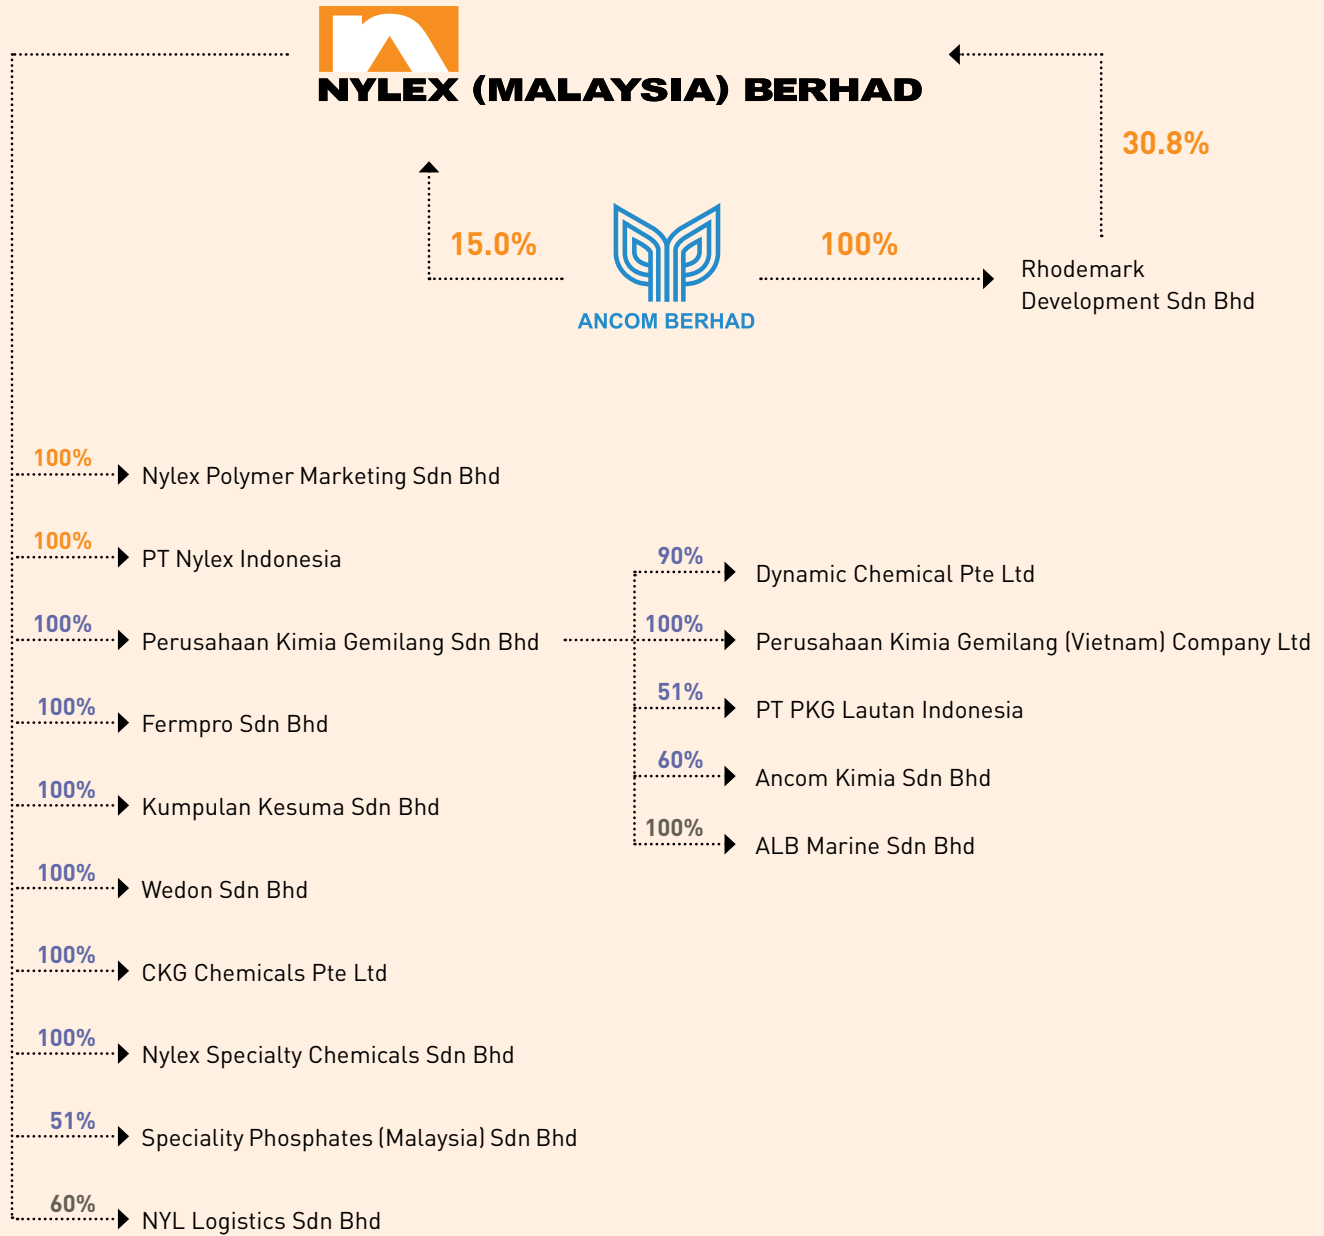 NYLEX (MALAYSIA) BERHAD
30.8%
15.0%
100%
ANCOM BERHAD
Rhodemark
Development Sdn Bhd
100%
Nylex Polymer Marketing Sdn Bhd
100%
PT Nylex Indonesia
100%
Perusahaan Kimia Gemilang Sdn Bhd
100%
Fermpro Sdn Bhd
100%
Kumpulan Kesuma Sdn Bhd
100%
Wedon Sdn Bhd
100%
CKG Chemicals Pte Ltd
100%
Nylex Specialty Chemicals Sdn Bhd
51%
Speciality Phosphates (Malaysia) Sdn Bhd
60%
NYL Logistics Sdn Bhd
90%
Dynamic Chemical Pte Ltd
100%
Perusahaan Kimia Gemilang (Vietnam) Company Ltd
51%
PT PKG Lautan Indonesia
60%
Ancom Kimia Sdn Bhd
100%
ALB Marine Sdn Bhd